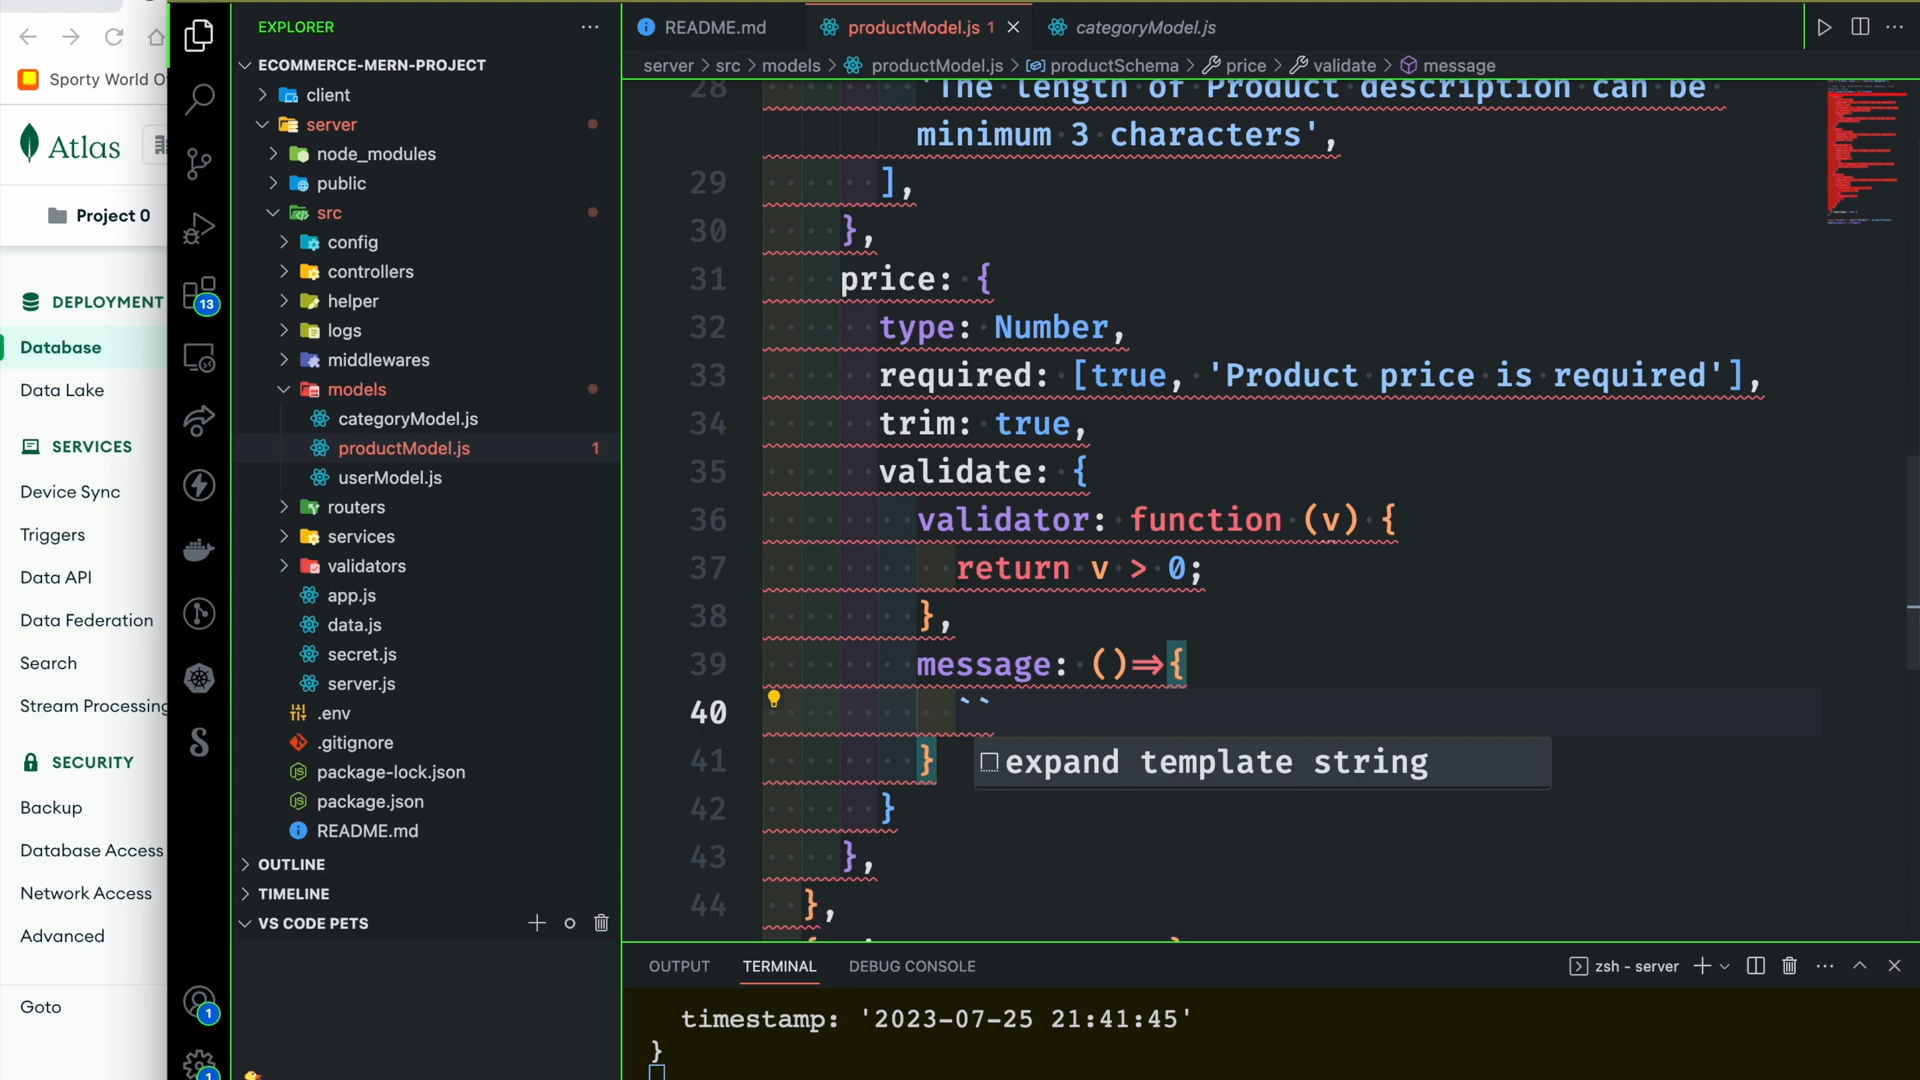 Sporty World O
Atlas
Project 0
DEPLOYMENT
Database
Data Lake
SERVICES
Device Sync
Triggers
Data API
Data Federation
Search
Stream Processing
SECURITY
Backup
Database Access
Network Access
Advanced
Goto
13
1
1
EXPLORER
ECOMMERCE-MERN-PROJECT
client
server
node_modules
public
src
config
controllers
helper
logs
middlewares
models
categoryModel.js
productModel.js 1
userModel.js
routers
services
validators
app.js
data.js
secret.js
server.js
.env
.gitignore
package-lock.json
package.json
README.md
OUTLINE
TIMELINE
VS CODE PETS
README.md productModel.js 1 categoryModel.js
server > src > models > productModel.js > productSchema > price > validate > message
28 'The length of Product description can be
minimum 3 characters',
29 ],
30 },
31 price: {
32 type: Number,
33 required: [true, 'Product price is required'],
34 trim: true,
35 validate: {
36 validator: function (v) {
37 return v > 0;
38 },
39 message: ()=>{
40 ``
41 }
expand template string
42 }
43 },
44 },
OUTPUT TERMINAL DEBUG CONSOLE
zsh - server
timestamp: '2023-07-25 21:41:45'
}